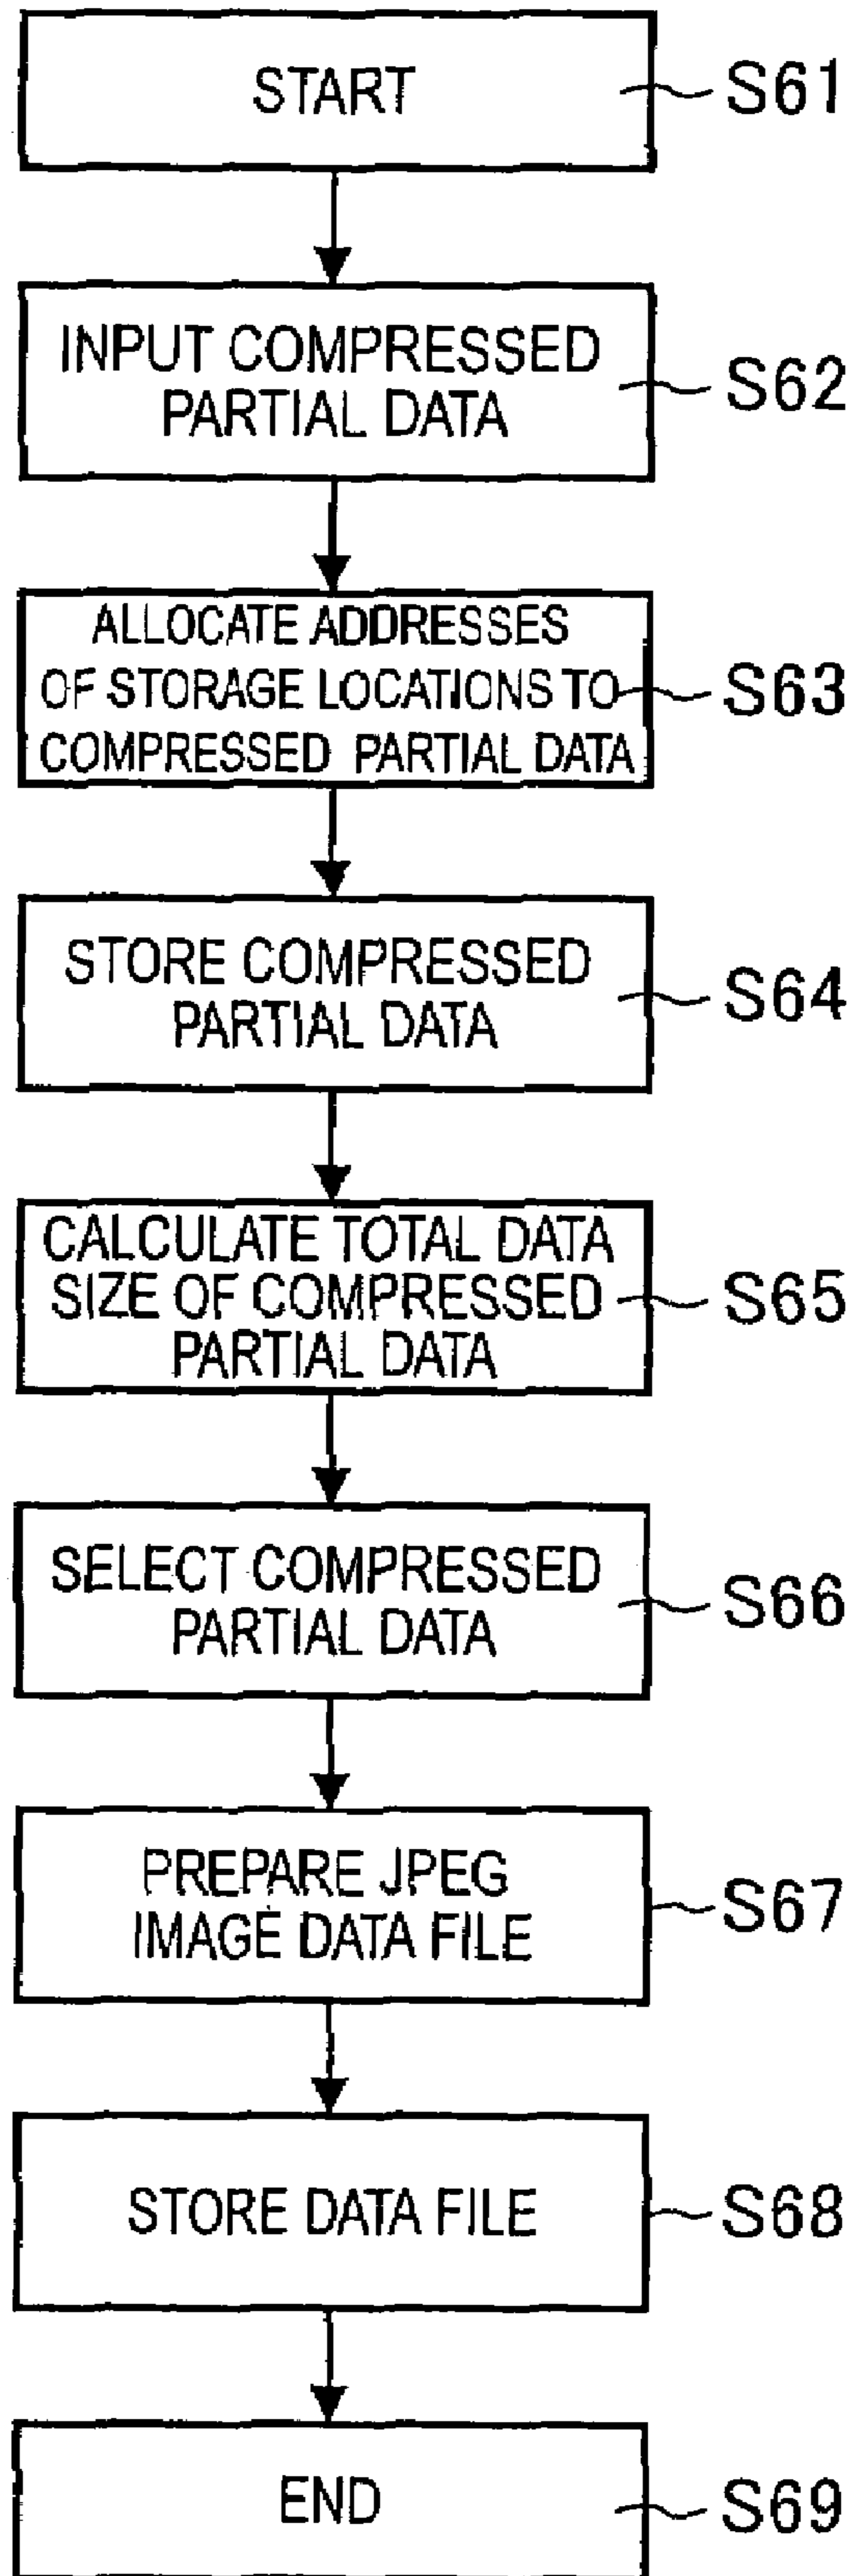 START
S61
INPUT COMPRESSED
PARTIAL DATA
S62
ALLOCATE ADDRESSES
OF STORAGE LOCATIONS TO
COMPRESSED PARTIAL DATA
S63
STORE COMPRESSED
PARTIAL DATA
S64
CALCULATE TOTAL DATA
SIZE OF COMPRESSED
PARTIAL DATA
S65
SELECT COMPRESSED
PARTIAL DATA
S66
PREPARE JPEG
IMAGE DATA FILE
S67
STORE DATA FILE
S68
END
S69